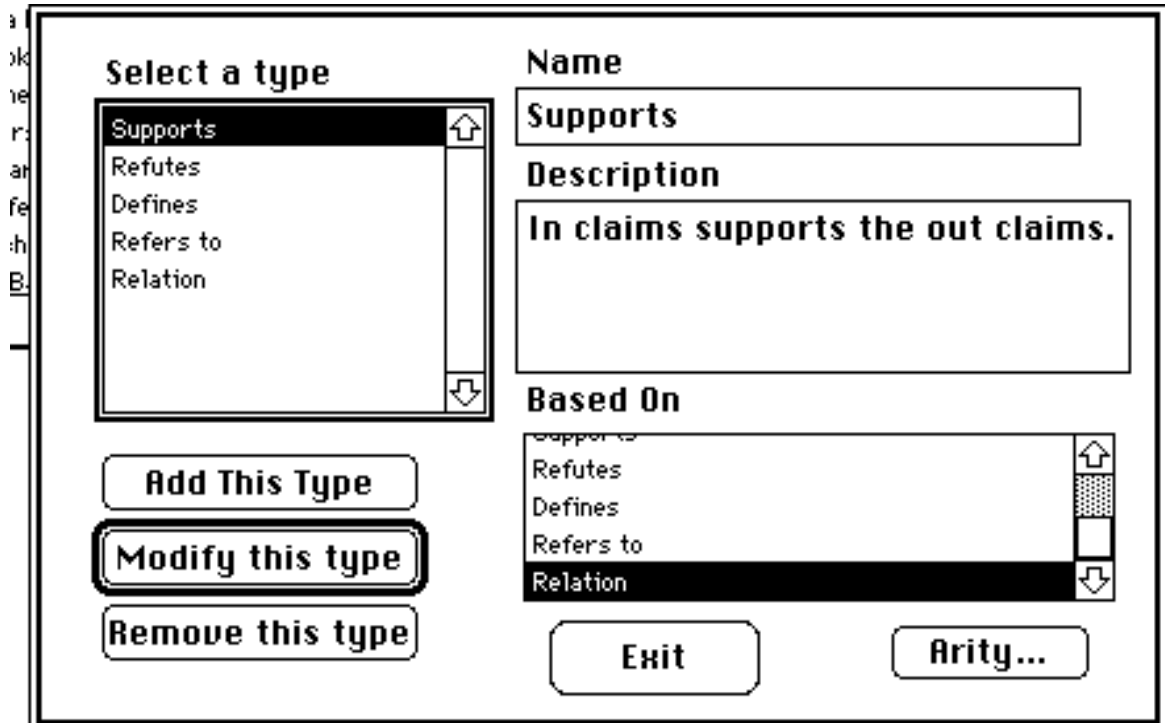 Select a type
Supports
Refutes
Defines
Refers to
Relation
Add This Type
Modify this type
Remove this type
Name
Supports
Description
In claims supports the out claims.
Based On
Supports
Refutes
Defines
Refers to
Relation
Exit
Arity...